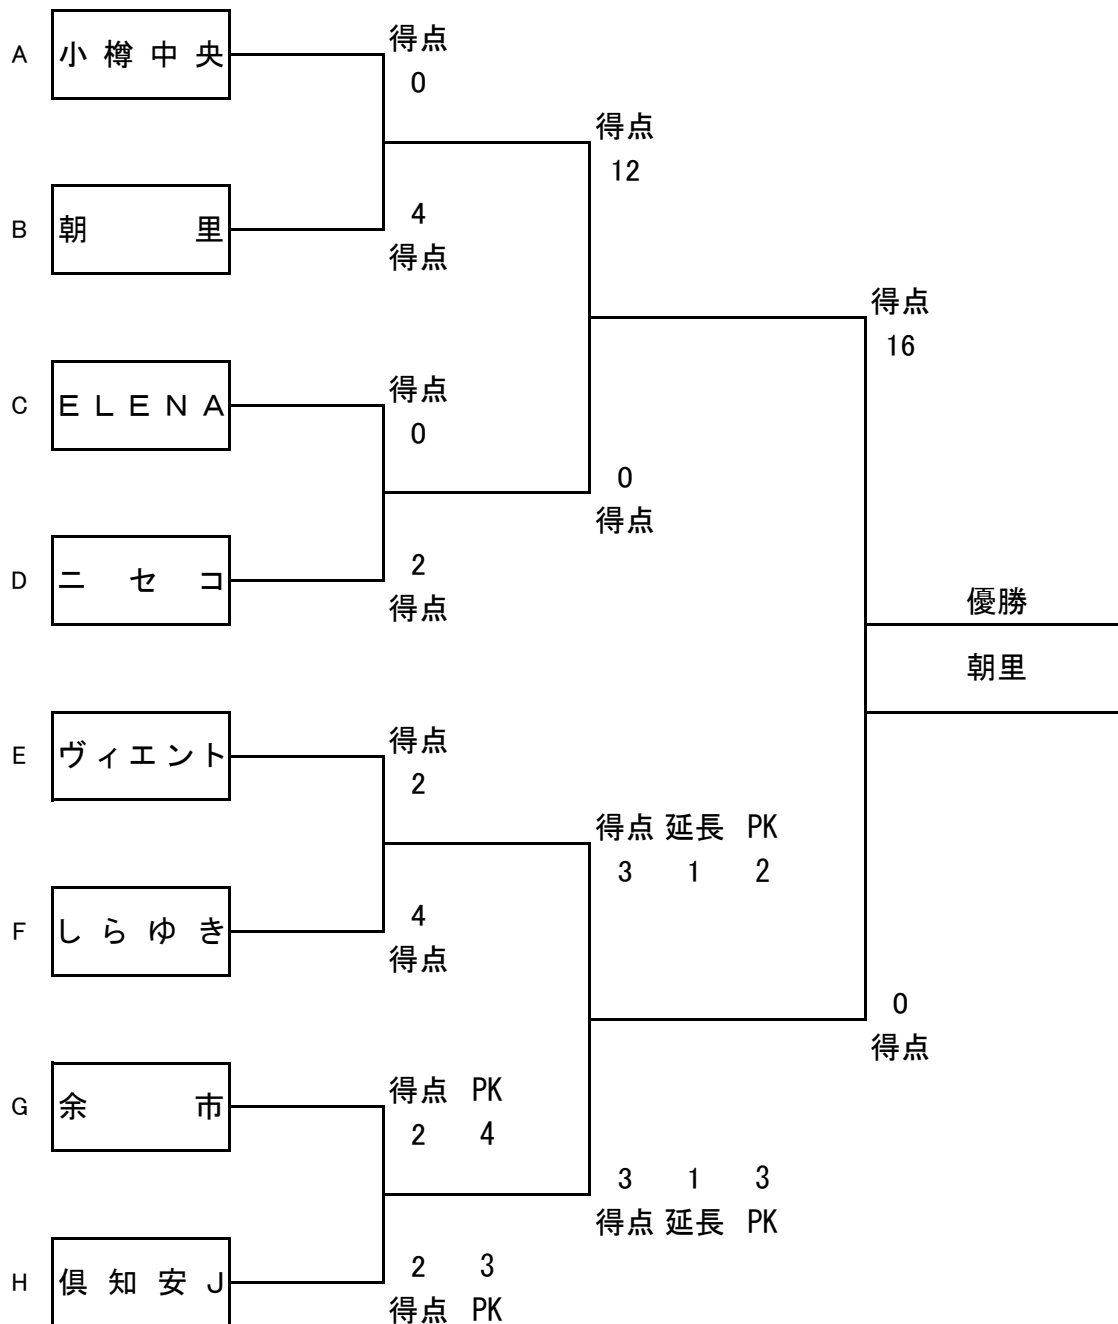 得点
A 小樽中央
0
得点
12
B 朝里
4
得点
得点
16
C ＥＬＥＮＡ
得点
0
0
得点
D ニセコ
2
得点
優勝
朝里
E ヴィエント
得点
2
得点 延長 PK
3 1 2
F しらゆき
4
得点
0
得点
G 余市
得点 PK
2 4
3 1 3
得点 延長 PK
H 倶知安Ｊ
2 3
得点 PK